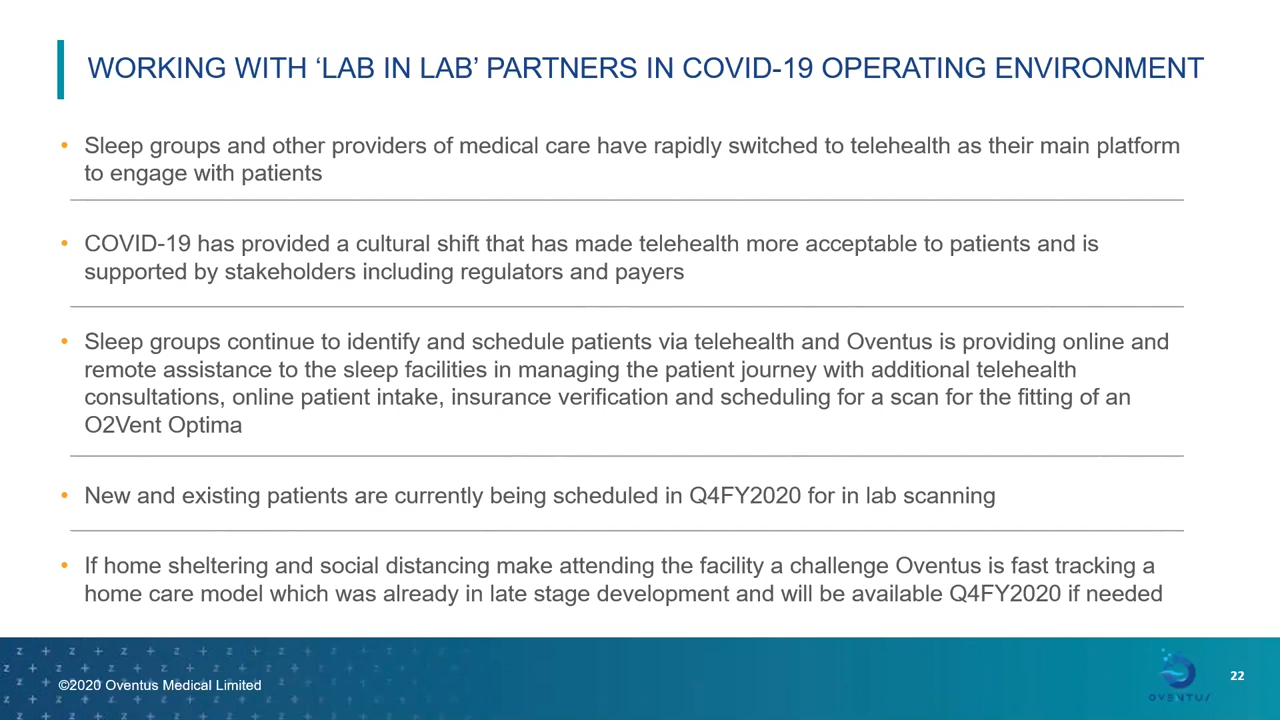 WORKING WITH ‘LAB IN LAB’ PARTNERS IN COVID-19 OPERATING ENVIRONMENT
• Sleep groups and other providers of medical care have rapidly switched to telehealth as their main platform
to engage with patients
• COVID-19 has provided a cultural shift that has made telehealth more acceptable to patients and is
supported by stakeholders including regulators and payers
• Sleep groups continue to identify and schedule patients via telehealth and Oventus is providing online and
remote assistance to the sleep facilities in managing the patient journey with additional telehealth
consultations, online patient intake, insurance verification and scheduling for a scan for the fitting of an
O2Vent Optima
• New and existing patients are currently being scheduled in Q4FY2020 for in lab scanning
• If home sheltering and social distancing make attending the facility a challenge Oventus is fast tracking a
home care model which was already in late stage development and will be available Q4FY2020 if needed
©2020 Oventus Medical Limited
OVENTUS
22